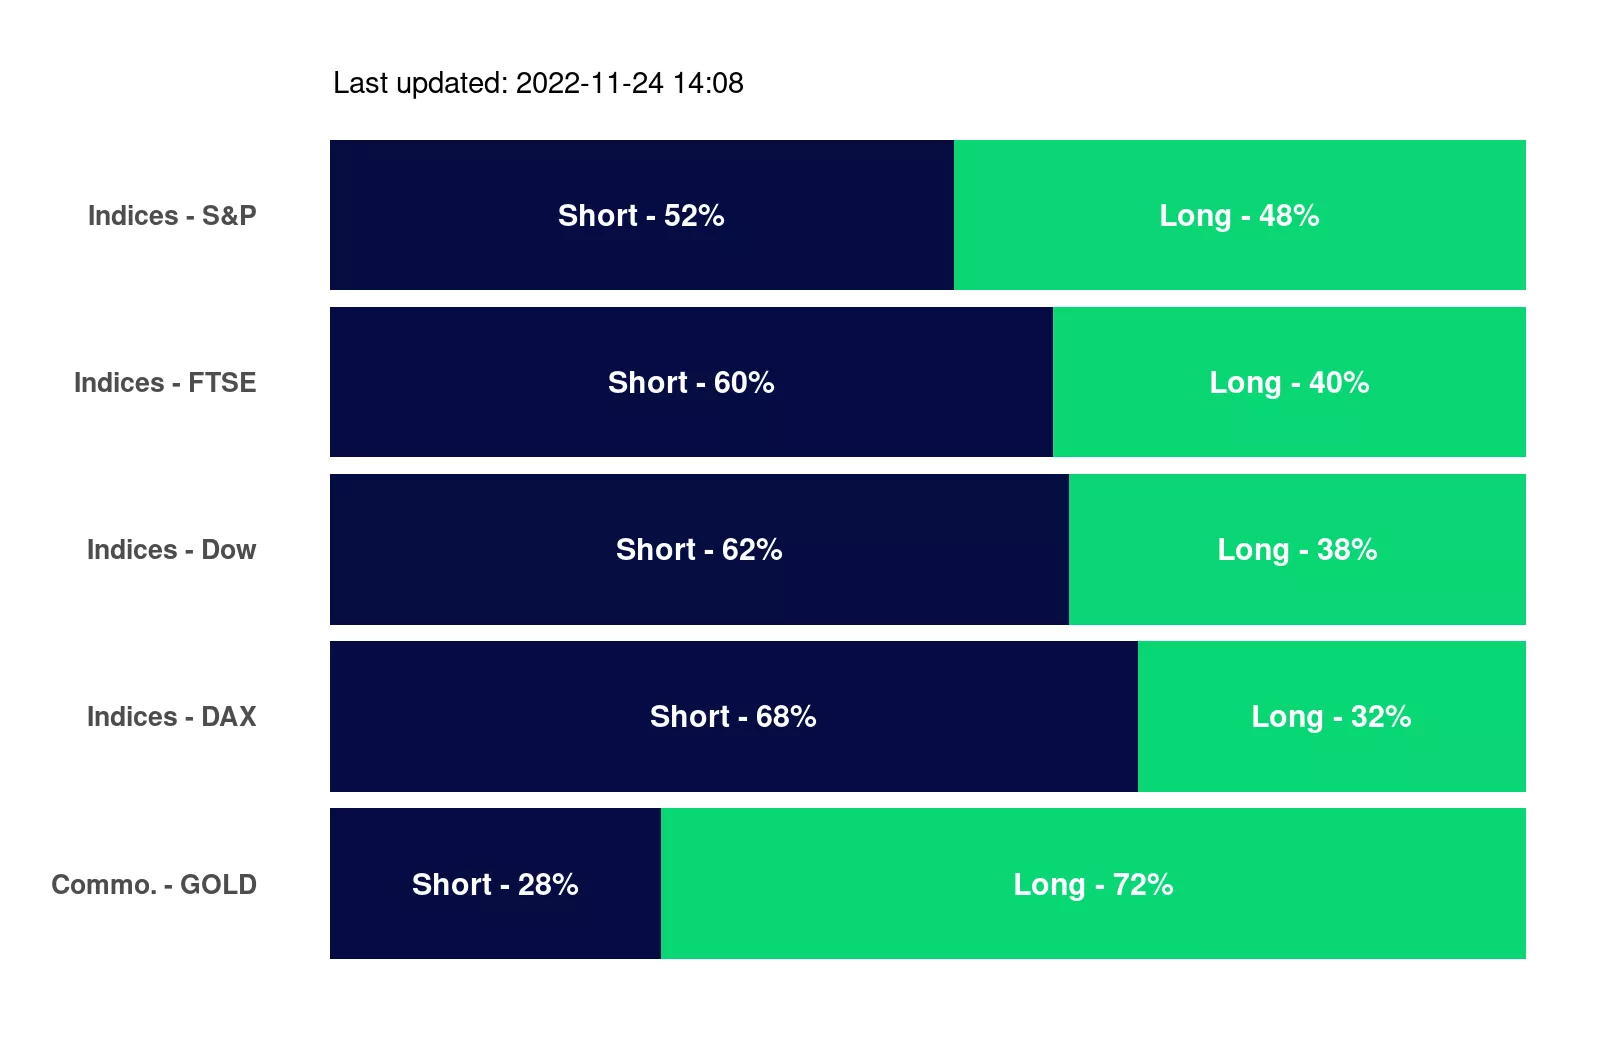 Last updated: 2022-11-24 14:08
Indices - S&P Short - 52% Long - 48%
Indices - FTSE Short - 60% Long - 40%
Indices - Dow Short - 62% Long - 38%
Indices - DAX Short - 68% Long - 32%
Commo. - GOLD Short - 28% Long - 72%